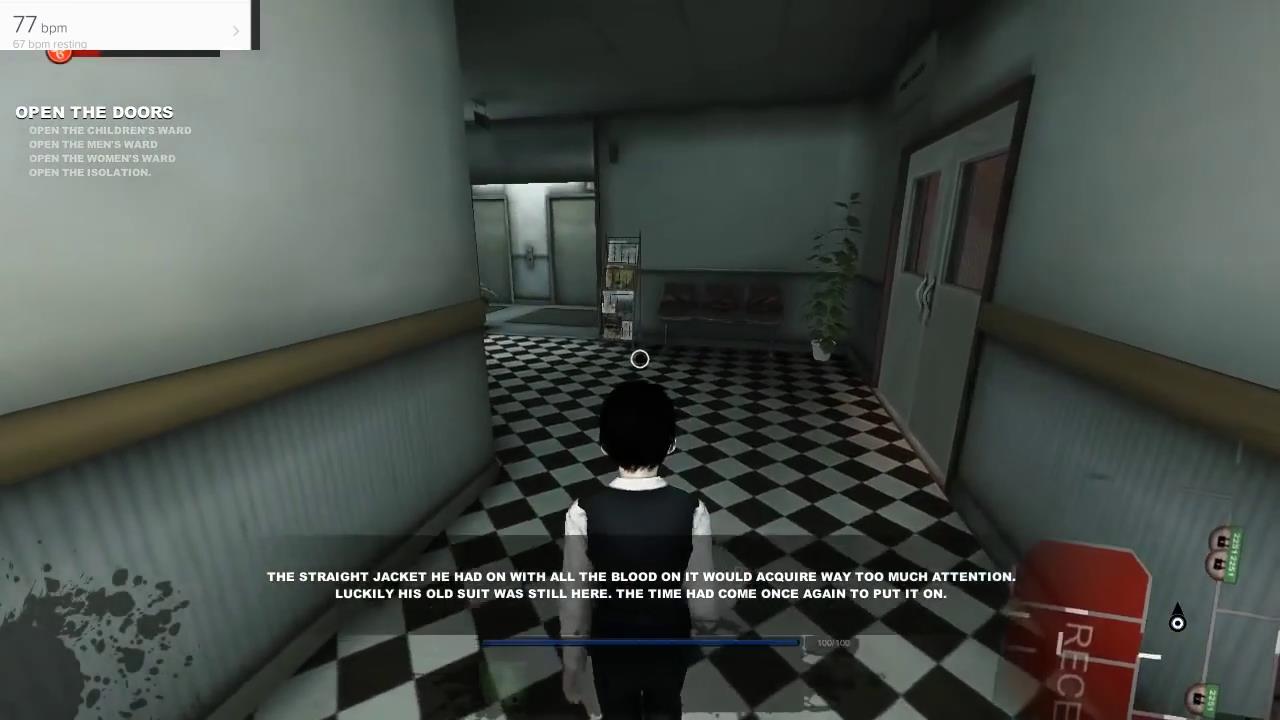 77 bpm
67 bpm resting
OPEN THE DOORS
OPEN THE CHILDREN'S WARD
OPEN THE MEN'S WARD
OPEN THE WOMEN'S WARD
OPEN THE ISOLATION.
THE STRAIGHT JACKET HE HAD ON WITH ALL THE BLOOD ON IT WOULD ACQUIRE WAY TOO MUCH ATTENTION.
LUCKILY HIS OLD SUIT WAS STILL HERE. THE TIME HAD COME ONCE AGAIN TO PUT IT ON.
100/100
RECE
2251
2251
2251